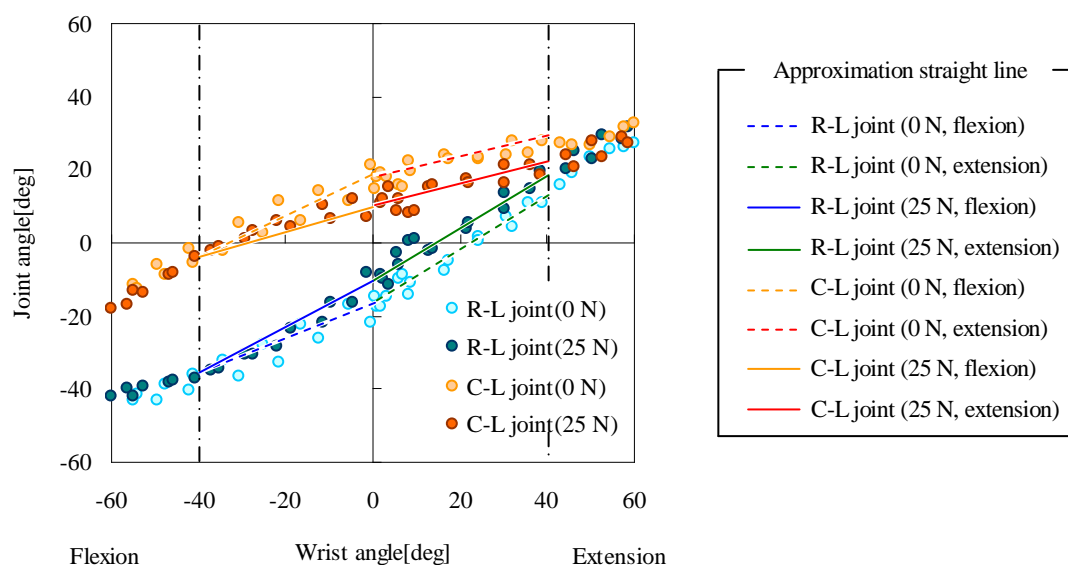 60
40
20
0
-20
-40
-60
Joint angle[deg]
-60
-40
-20
0
20
40
60
Flexion
Wrist angle[deg]
Extension
R-L joint(0 N)
R-L joint(25 N)
C-L joint(0 N)
C-L joint(25 N)
Approximation straight line
R-L joint (0 N, flexion)
R-L joint (0 N, extension)
R-L joint (25 N, flexion)
R-L joint (25 N, extension)
C-L joint (0 N, flexion)
C-L joint (0 N, extension)
C-L joint (25 N, flexion)
C-L joint (25 N, extension)